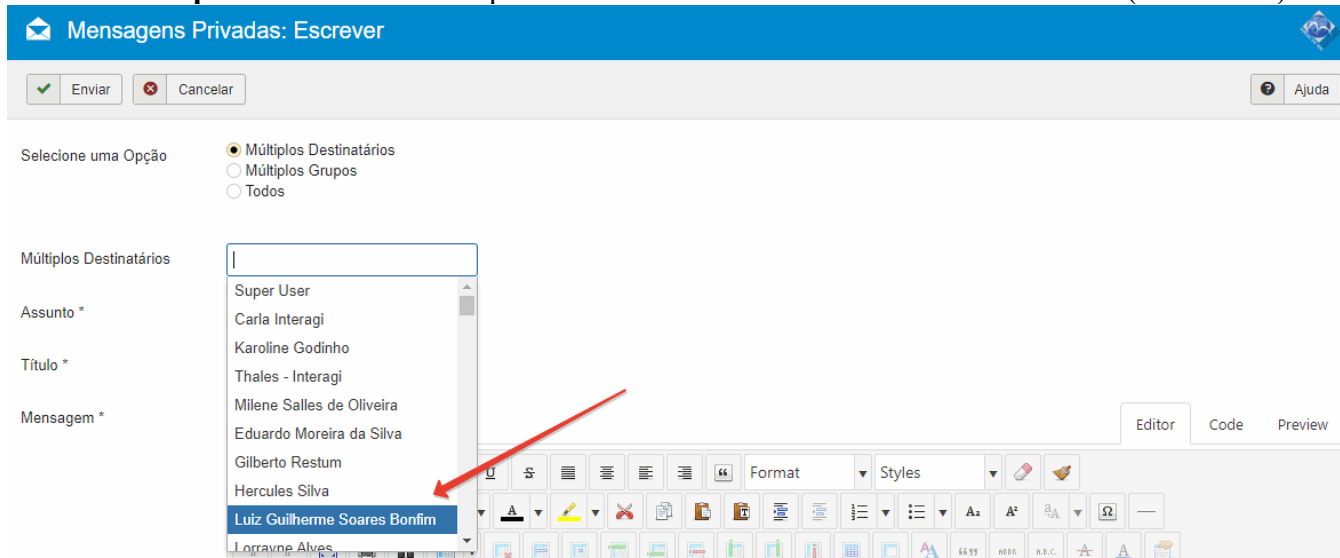 Mensagens Privadas: Escrever
Enviar
Cancelar
Ajuda
Selecione uma Opção
Múltiplos Destinatários
Múltiplos Grupos
Todos
Múltiplos Destinatários
Super User
Assunto *
Carla Interagi
Karoline Godinho
Título *
Thales - Interagi
Milene Salles de Oliveira
Mensagem *
Eduardo Moreira da Silva
Editor Code Preview
Gilberto Restum
Format Styles
Hercules Silva
Luiz Guilherme Soares Bonfim
Lorrayne Alves